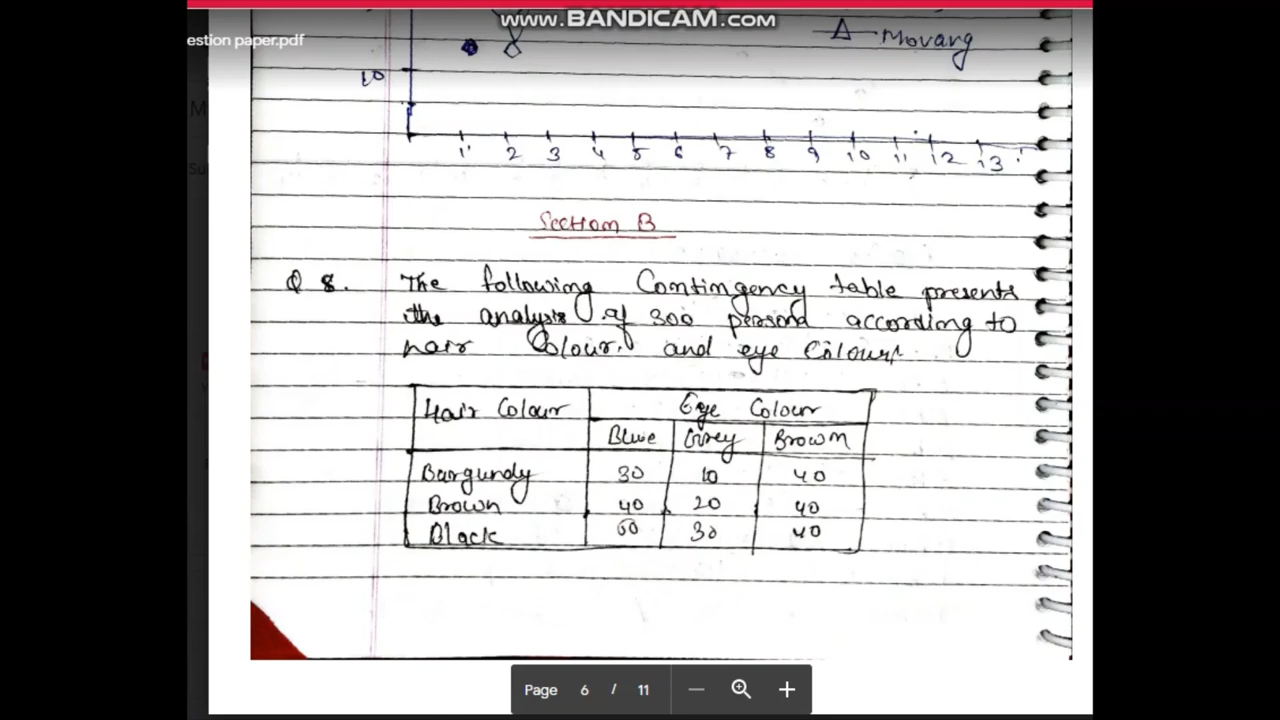 www.BANDICAM.com
estion paper.pdf
Movarg
10
1 2 3 4 5 6 7 8 9 10 11 12 13
Section B
Q 8. The following Contingency table presents
the analysis of 300 persons according to
hair Colour. and eye Colour.
Hair Colour Eye Colour
Blue Grey Brown
Bargundy 30 10 40
Brown 40 20 40
Black 50 30 40
Page 6 / 11